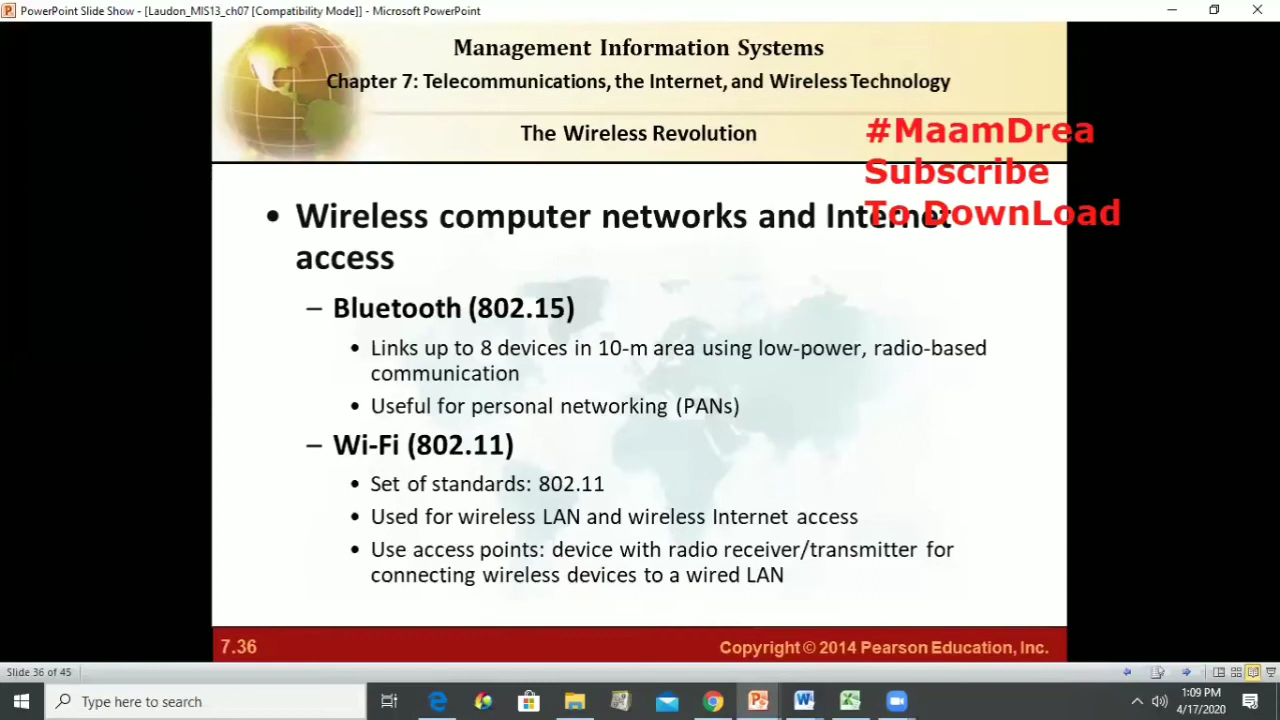 PowerPoint Slide Show - [Laudon_MIS13_ch07 [Compatibility Mode]] - Microsoft PowerPoint
Management Information Systems
Chapter 7: Telecommunications, the Internet, and Wireless Technology
The Wireless Revolution
#MaamDrea
Subscribe
To DownLoad
• Wireless computer networks and Internet
access
– Bluetooth (802.15)
• Links up to 8 devices in 10-m area using low-power, radio-based
communication
• Useful for personal networking (PANs)
– Wi-Fi (802.11)
• Set of standards: 802.11
• Used for wireless LAN and wireless Internet access
• Use access points: device with radio receiver/transmitter for
connecting wireless devices to a wired LAN
7.36
Copyright © 2014 Pearson Education, Inc.
Slide 36 of 45
Type here to search
1:09 PM
4/17/2020